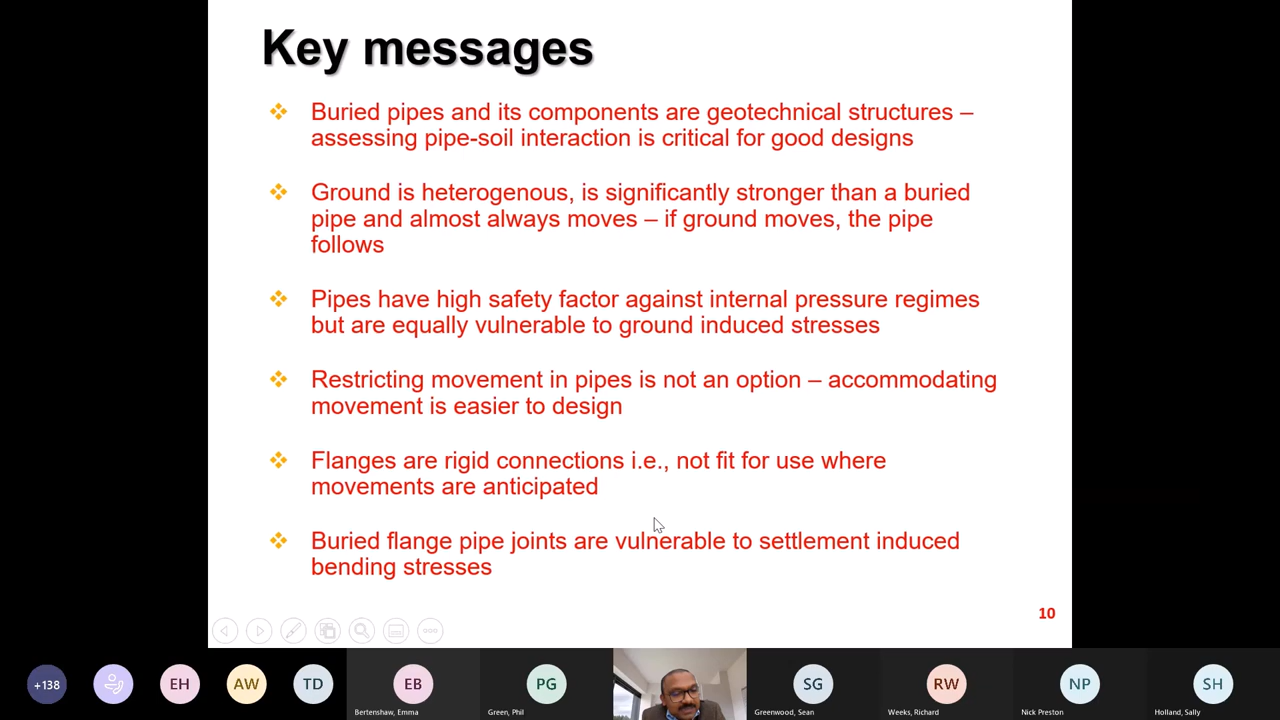 Key messages
Buried pipes and its components are geotechnical structures –
assessing pipe-soil interaction is critical for good designs
Ground is heterogenous, is significantly stronger than a buried
pipe and almost always moves – if ground moves, the pipe
follows
Pipes have high safety factor against internal pressure regimes
but are equally vulnerable to ground induced stresses
Restricting movement in pipes is not an option – accommodating
movement is easier to design
Flanges are rigid connections i.e., not fit for use where
movements are anticipated
Buried flange pipe joints are vulnerable to settlement induced
bending stresses
10
+138
EH
AW
TD
EB
PG
SG
RW
NP
SH
Bertenshaw, Emma
Green, Phil
Greenwood, Sean
Weeks, Richard
Nick Preston
Holland, Sally